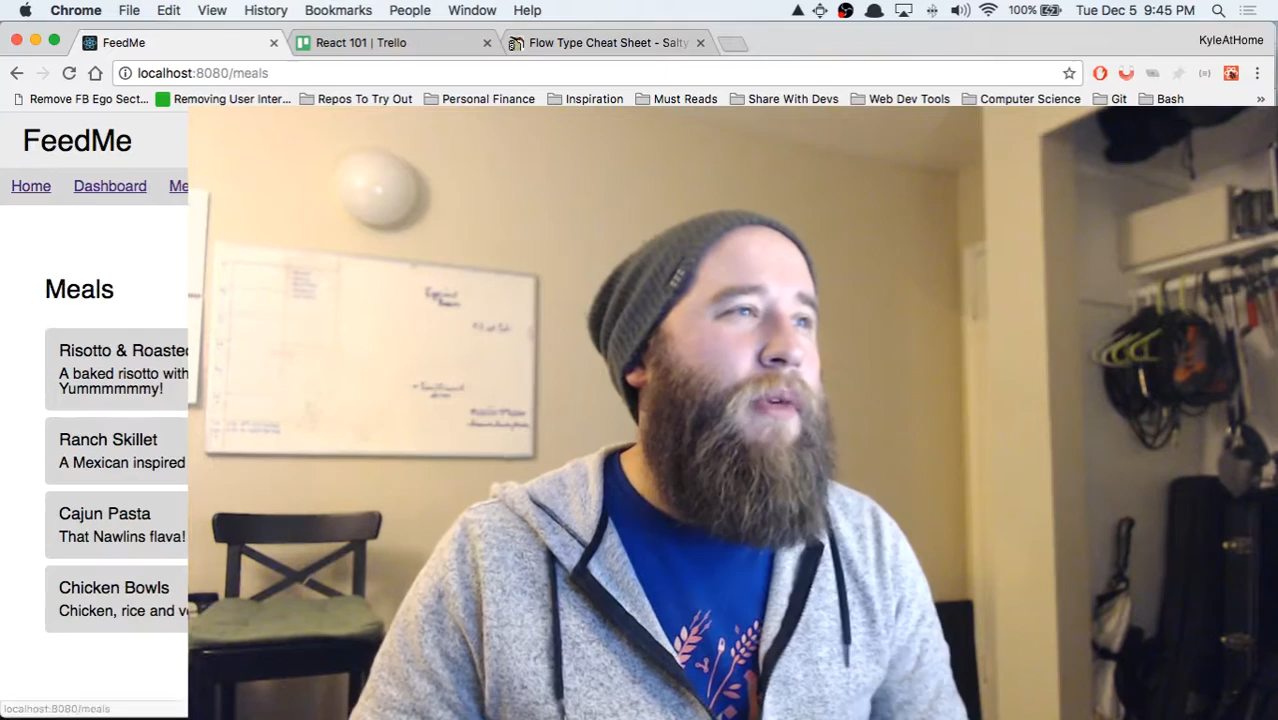 Chrome File Edit View History Bookmarks People Window Help 100% Tue Dec 5 9:45 PM
FeedMe React 101 | Trello Flow Type Cheat Sheet - Salty KyleAtHome
localhost:8080/meals
Remove FB Ego Sect... Removing User Inter... Repos To Try Out Personal Finance Inspiration Must Reads Share With Devs Web Dev Tools Computer Science Git Bash »
FeedMe
Home Dashboard Me
Meals
Risotto & Roasted
A baked risotto with
Yummmmmmy!
Ranch Skillet
A Mexican inspired
Cajun Pasta
That Nawlins flava!
Chicken Bowls
Chicken, rice and ve
localhost:8080/meals